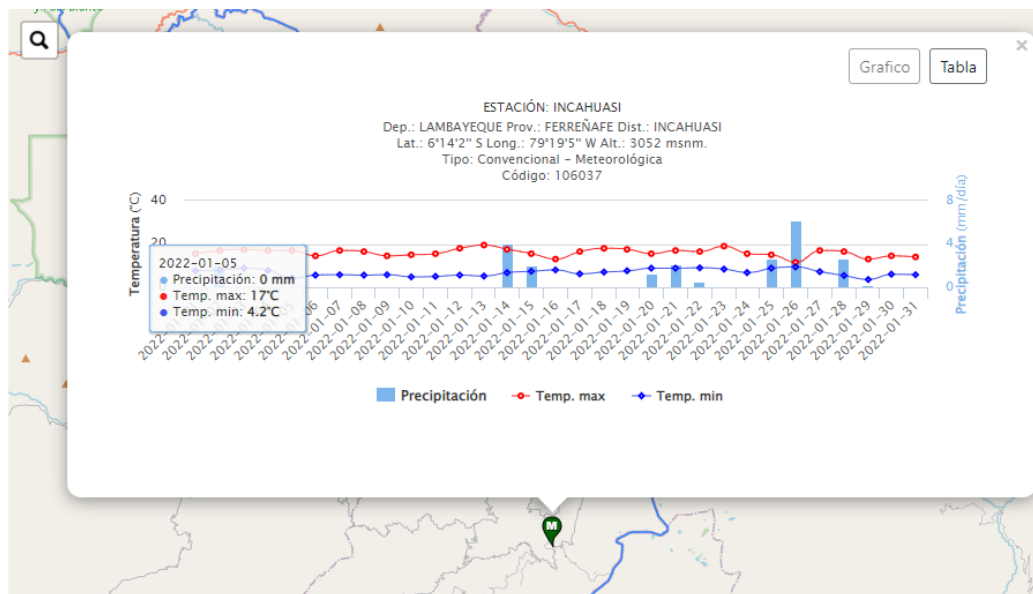 ×
Grafico Tabla
ESTACIÓN: INCAHUASI
Dep.: LAMBAYEQUE Prov.: FERREÑAFE Dist.: INCAHUASI
Lat.: 6°14'2'' S Long.: 79°19'5'' W Alt.: 3052 msnm.
Tipo: Convencional - Meteorológica
Código: 106037
Temperatura (°C)
40
20
8
4
0
Precipitación (mm/día)
2022-01-05
Precipitación: 0 mm
Temp. max: 17°C
Temp. min: 4.2°C
2022-01-06
2022-01-07
2022-01-08
2022-01-09
2022-01-10
2022-01-11
2022-01-12
2022-01-13
2022-01-14
2022-01-15
2022-01-16
2022-01-17
2022-01-18
2022-01-19
2022-01-20
2022-01-21
2022-01-22
2022-01-23
2022-01-24
2022-01-25
2022-01-26
2022-01-27
2022-01-28
2022-01-29
2022-01-30
2022-01-31
Precipitación Temp. max Temp. min
M